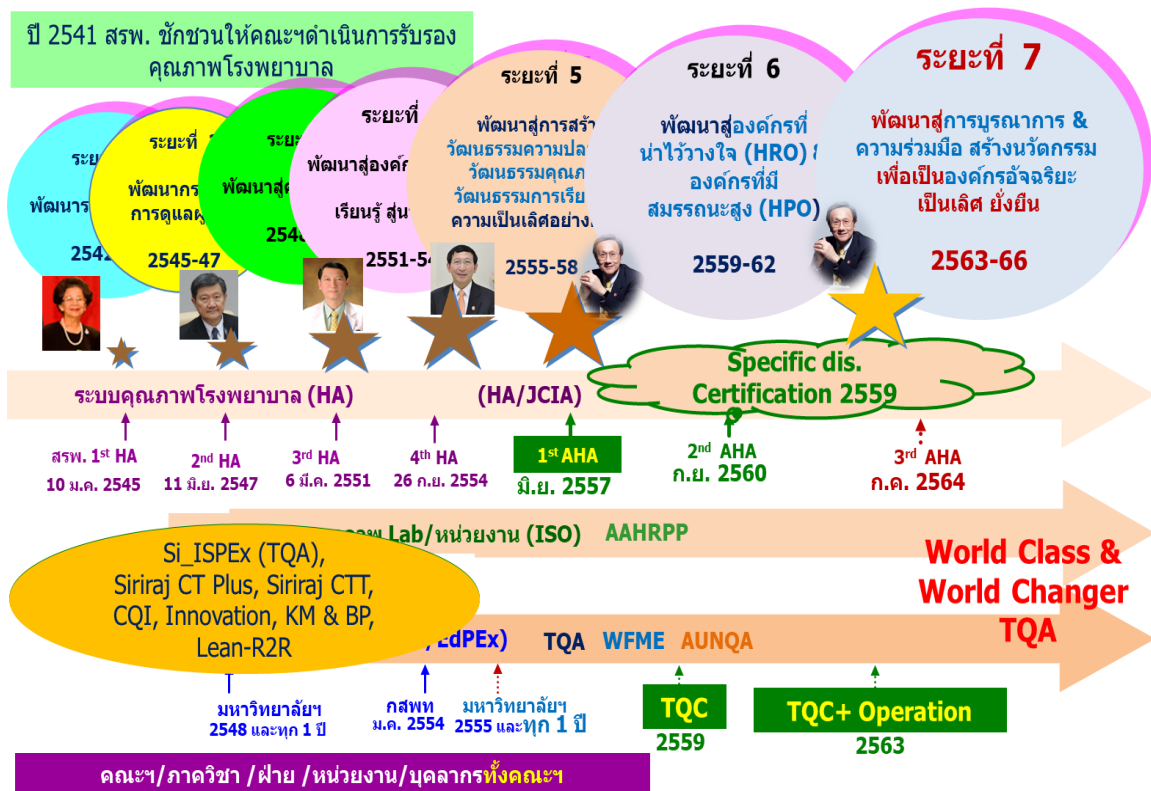 ปี 2541 สรพ. ชักชวนให้คณะฯดำเนินการรับรอง
คุณภาพโรงพยาบาล
2542
ระยะที่
พัฒนากร
การดูแลผู้
2545-47
พัฒนาสู่
2548
ระยะที่
พัฒนาสู่องค์ก
เรียนรู้ สู่น
2551-54
ระยะที่ 5
พัฒนาสู่การสร้า
วัฒนธรรมความปล
วัฒนธรรมคุณภ
วัฒนธรรมการเรีย
ความเป็นเลิศอย่าง
2555-58
ระยะที่ 6
พัฒนาสู่องค์กรที่
น่าไว้วางใจ (HRO) &
องค์กรที่มี
สมรรถนะสูง (HPO)
2559-62
ระยะที่ 7
พัฒนาสู่การบูรณาการ &
ความร่วมมือ สร้างนวัตกรรม
เพื่อเป็นองค์กรอัจฉริยะ
เป็นเลิศ ยั่งยืน
2563-66
ระบบคุณภาพโรงพยาบาล (HA)
(HA/JCIA)
Specific dis.
Certification 2559
สรพ. 1st HA
10 ม.ค. 2545
2nd HA
11 มิ.ย. 2547
3rd HA
6 มี.ค. 2551
4th HA
26 ก.ย. 2554
1st AHA
มิ.ย. 2557
2nd AHA
ก.ย. 2560
3rd AHA
ก.ค. 2564
Lab/หน่วยงาน (ISO) AAHRPP
Si_ISPEx (TQA),
Siriraj CT Plus, Siriraj CTT,
CQI, Innovation, KM & BP,
Lean-R2R
World Class &
World Changer
TQA
/EdPEx) TQA WFME AUNQA
มหาวิทยาลัยฯ
2548 และทุก 1 ปี
กสพท
ม.ค. 2554
มหาวิทยาลัยฯ
2555 และทุก 1 ปี
TQC
2559
TQC+ Operation
2563
คณะฯ/ภาควิชา /ฝ่าย /หน่วยงาน/บุคลากรทั้งคณะฯ